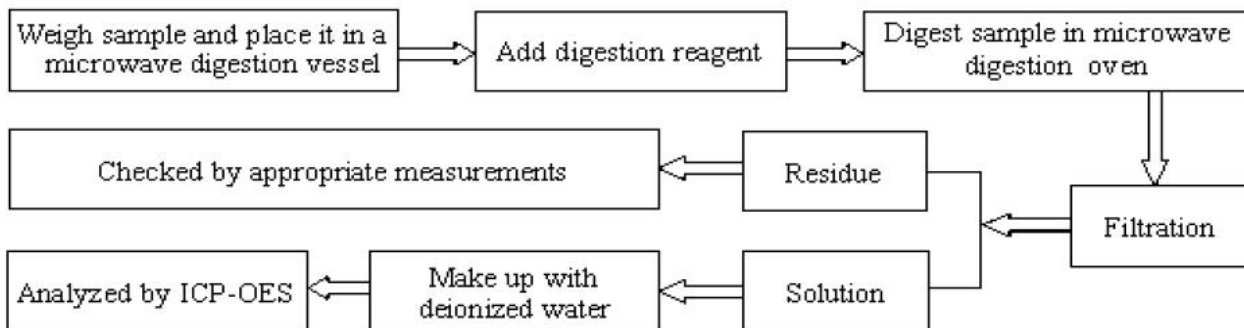 Weigh sample and place it in a
microwave digestion vessel
Add digestion reagent
Digest sample in microwave
digestion oven
Filtration
Residue
Checked by appropriate measurements
Solution
Make up with
deionized water
Analyzed by ICP-OES